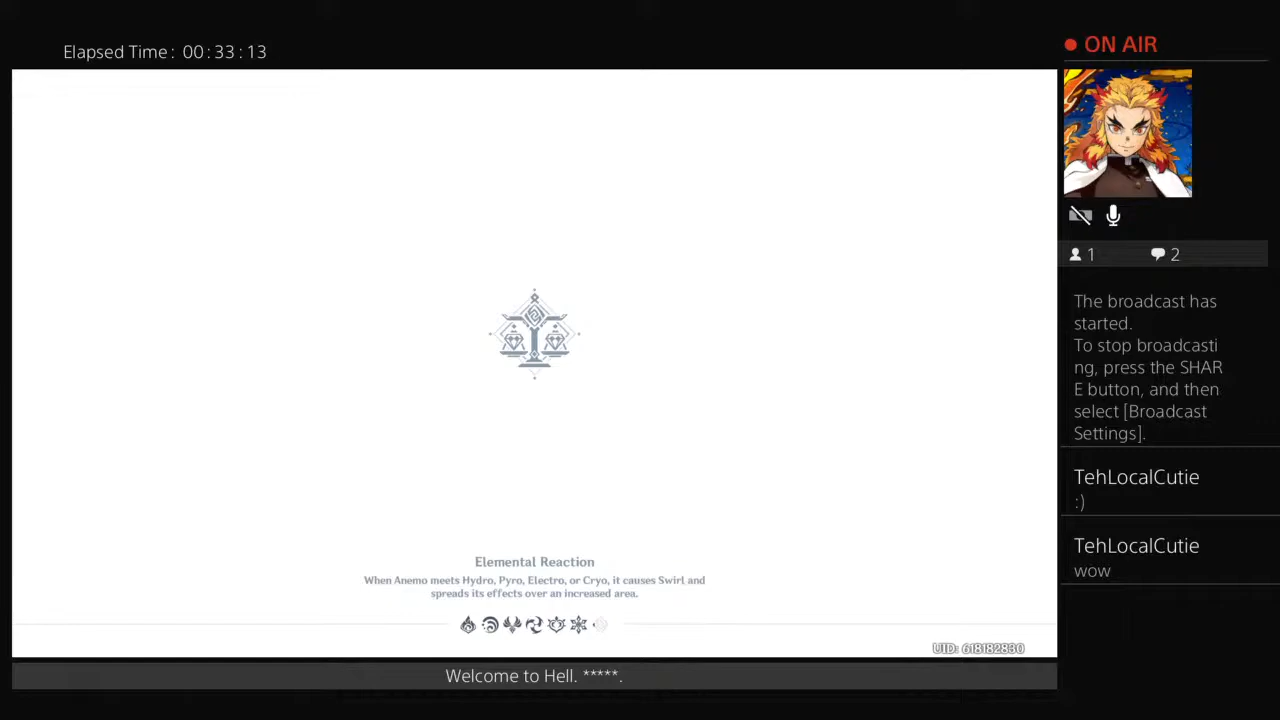 Elapsed Time: 00:33:13
ON AIR
1 2
The broadcast has
started.
To stop broadcasti
ng, press the SHAR
E button, and then
select [Broadcast
Settings].
TehLocalCutie
:)
TehLocalCutie
wow
Elemental Reaction
When Anemo meets Hydro, Pyro, Electro, or Cryo, it causes Swirl and
spreads its effects over an increased area.
UID: 618182830
Welcome to Hell. *****.